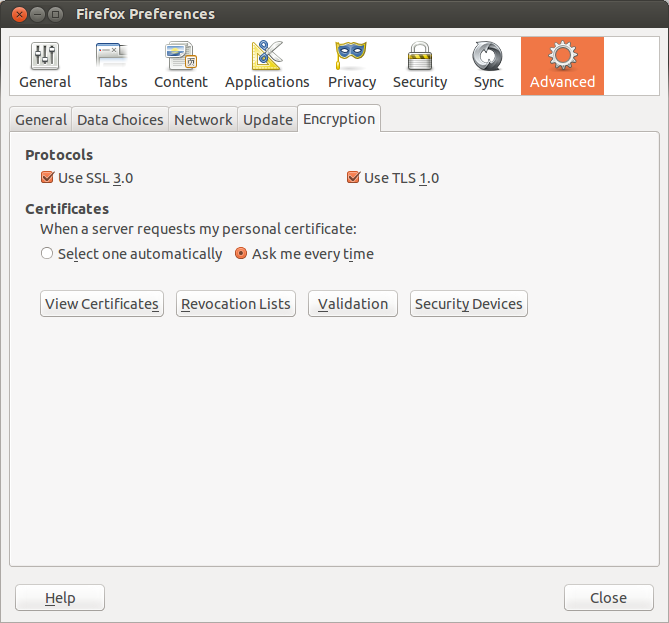 Firefox Preferences
General Tabs Content Applications Privacy Security Sync Advanced
General Data Choices Network Update Encryption
Protocols
Use SSL 3.0 Use TLS 1.0
Certificates
When a server requests my personal certificate:
Select one automatically Ask me every time
View Certificates Revocation Lists Validation Security Devices
Help Close